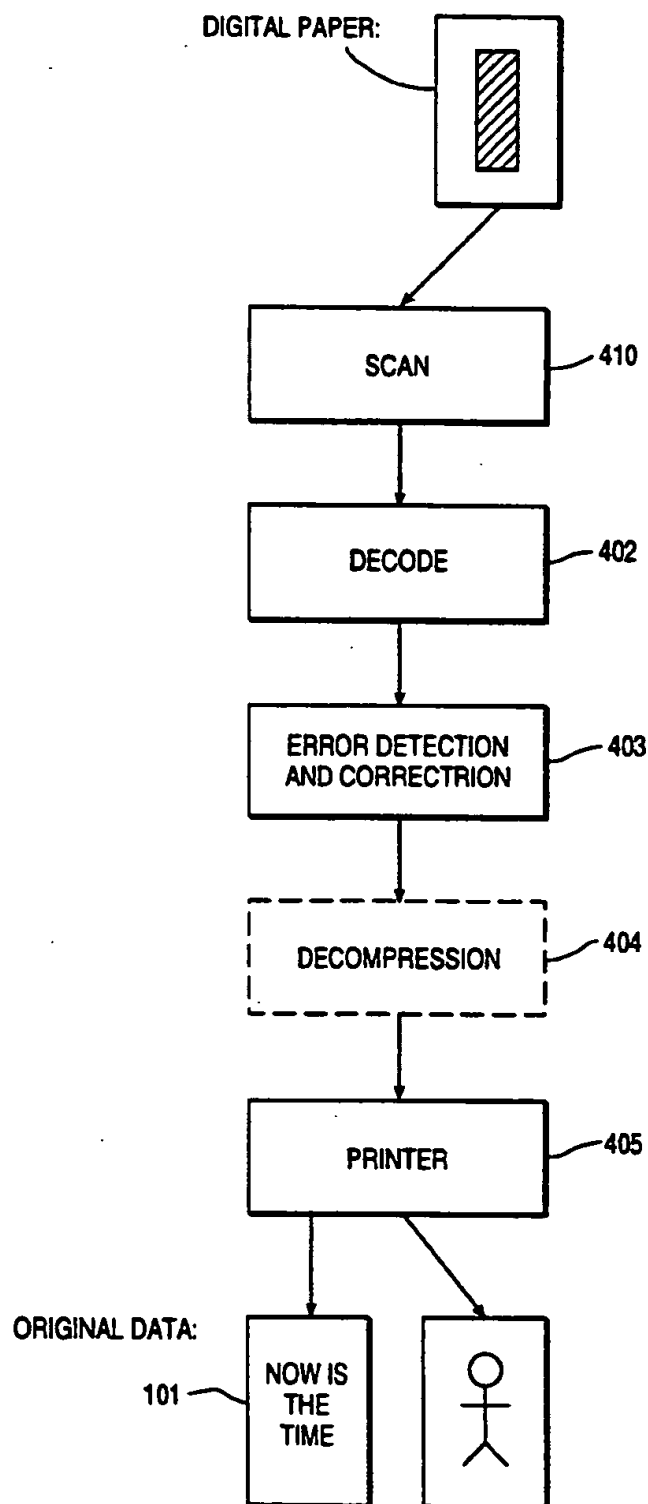 DIGITAL PAPER:
SCAN
410
DECODE
402
ERROR DETECTION
AND CORRECTRION
403
DECOMPRESSION
404
PRINTER
405
ORIGINAL DATA:
101
NOW IS
THE
TIME